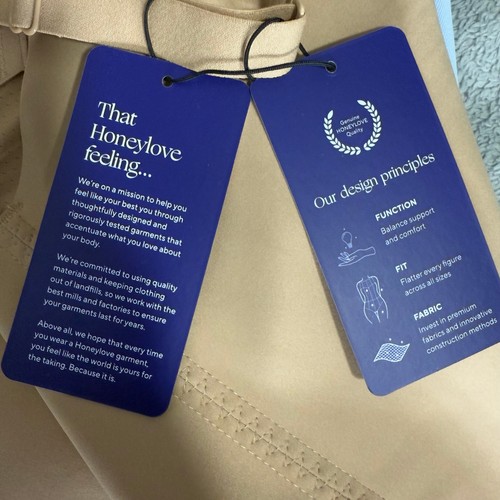 That
Honeylove
feeling...
We're on a mission to help you
feel like your best you through
thoughtfully designed and
rigorously tested garments that
accentuate what you love about
your body.
We're committed to using quality
materials and keeping clothing
out of landfills, so we work with the
best mills and factories to ensure
your garments last for years.
Above all, we hope that every time
you wear a Honeylove garment,
you feel like the world is yours for
the taking. Because it is.
Genuine
HONEYLOVE
Quality
Our design principles
FUNCTION
Balance support
and comfort
FIT
Flatter every figure
across all sizes
FABRIC
Invest in premium
fabrics and innovative
construction methods